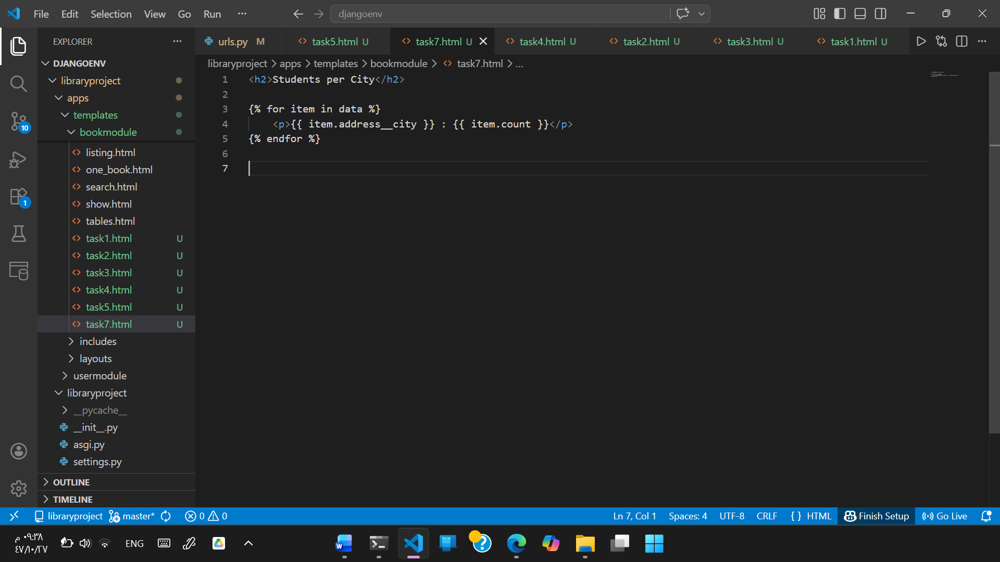 File Edit Selection View Go Run ···
djangoenv
EXPLORER
urls.py M
task5.html U
task7.html U
task4.html U
task2.html U
task3.html U
task1.html U
libraryproject > apps > templates > bookmodule > task7.html > ...
DJANGOENV
libraryproject
apps
templates
bookmodule
listing.html
one_book.html
search.html
show.html
tables.html
task1.html U
task2.html U
task3.html U
task4.html U
task5.html U
task7.html U
includes
layouts
usermodule
libraryproject
__pycache__
__init__.py
asgi.py
settings.py
OUTLINE
TIMELINE
10
1
1 <h2>Students per City</h2>
2
3 {% for item in data %}
4 <p>{{ item.address__city }} : {{ item.count }}</p>
5 {% endfor %}
6
7
libraryproject master* 0 0
Ln 7, Col 1 Spaces: 4 UTF-8 CRLF {} HTML Finish Setup Go Live
٠٩:٣٨ م
٤٧/١٠/٢٧
ENG